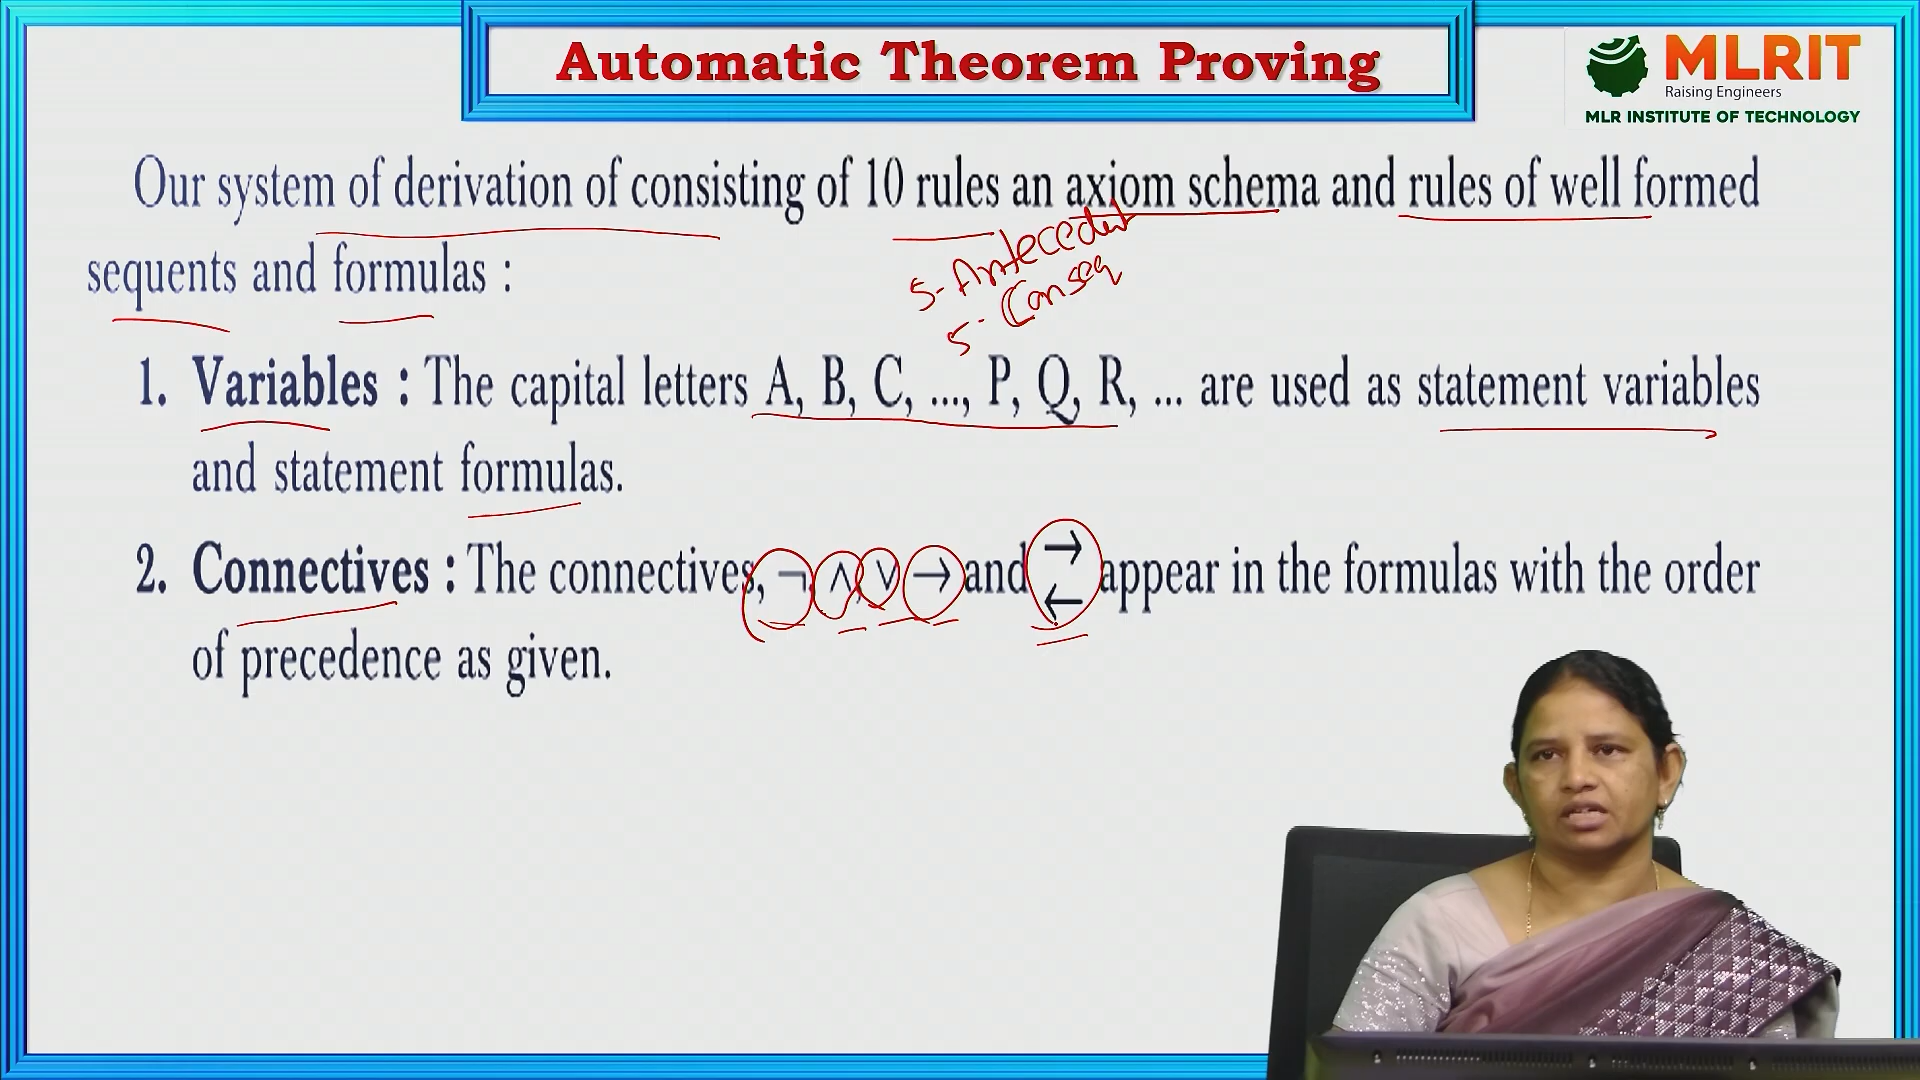 Automatic Theorem Proving
MLRIT
Raising Engineers
MLR INSTITUTE OF TECHNOLOGY
Our system of derivation of consisting of 10 rules an axiom schema and rules of well formed
sequents and formulas :
5- Antecedent
5- Conseq
1. Variables : The capital letters A, B, C, ..., P, Q, R, ... are used as statement variables
and statement formulas.
2. Connectives : The connectives, ¬, ∧, ∨ → and ⇄ appear in the formulas with the order
of precedence as given.